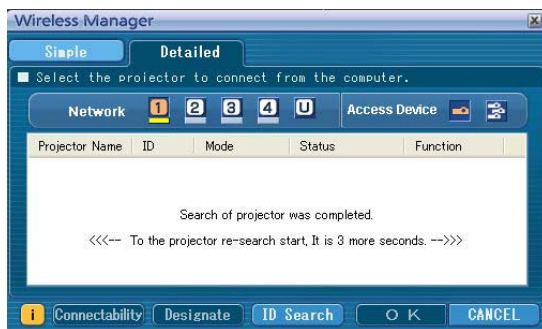 Wireless Manager
Simple Detailed
Select the projector to connect from the computer.
Network 1 2 3 4 U Access Device
Projector Name ID Mode Status Function
Search of projector was completed.
<<<-- To the projector re-search start, It is 3 more seconds. -->>>
i Connectability Designate ID Search OK CANCEL